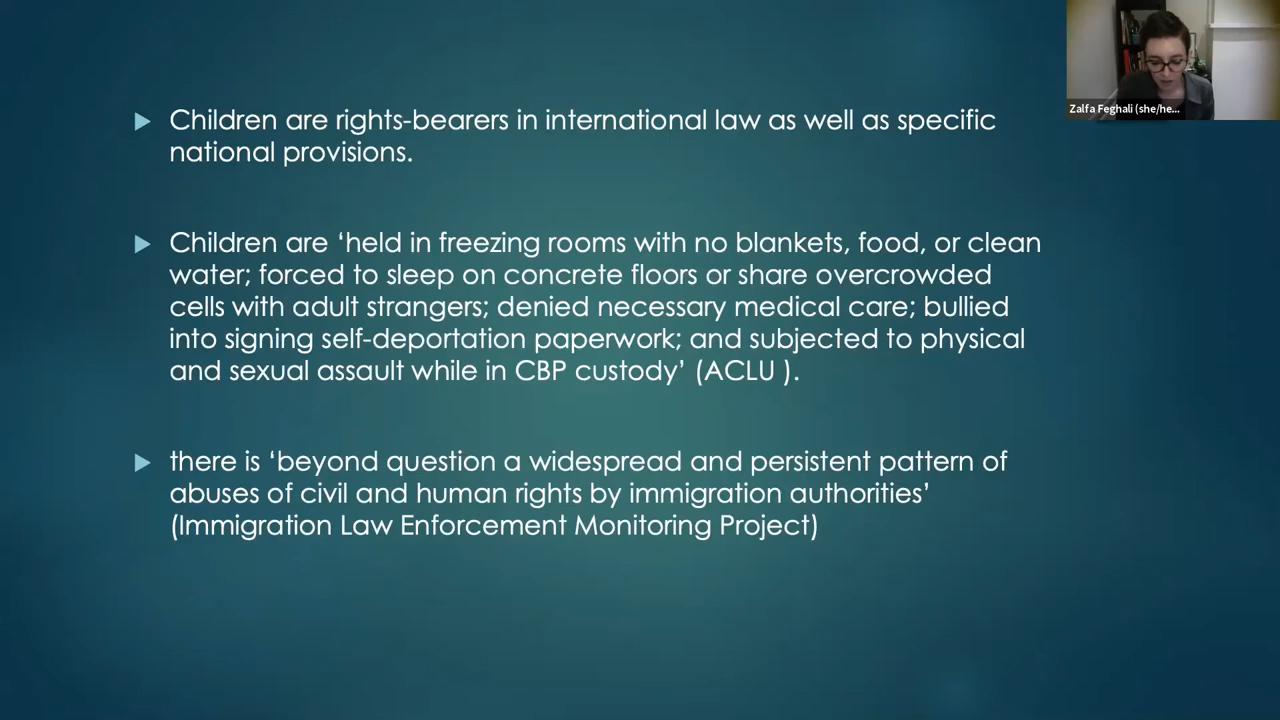 Children are rights-bearers in international law as well as specific
national provisions.
Children are ‘held in freezing rooms with no blankets, food, or clean
water; forced to sleep on concrete floors or share overcrowded
cells with adult strangers; denied necessary medical care; bullied
into signing self-deportation paperwork; and subjected to physical
and sexual assault while in CBP custody’ (ACLU ).
there is ‘beyond question a widespread and persistent pattern of
abuses of civil and human rights by immigration authorities’
(Immigration Law Enforcement Monitoring Project)
Zalfa Feghali (she/he...